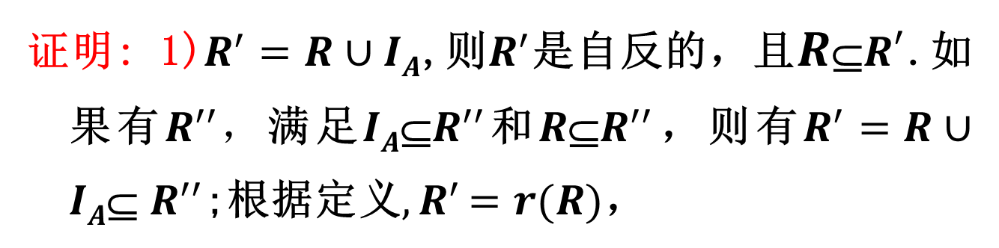 证明：1)R′ = R ∪ I_A, 则R′是自反的，且R⊆R′. 如
果有R′′，满足I_A⊆R′′和R⊆R′′，则有R′ = R ∪
I_A⊆ R′′;根据定义, R′ = r(R)，